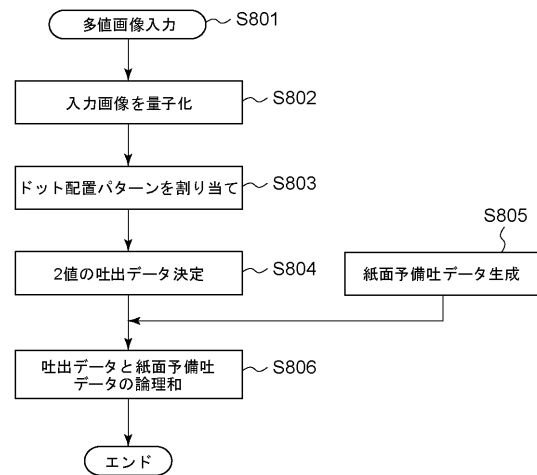 多値画像入力
S801
入力画像を量子化
S802
ドット配置パターンを割り当て
S803
S805
2値の吐出データ決定
S804
紙面予備吐データ生成
吐出データと紙面予備吐
データの論理和
S806
エンド